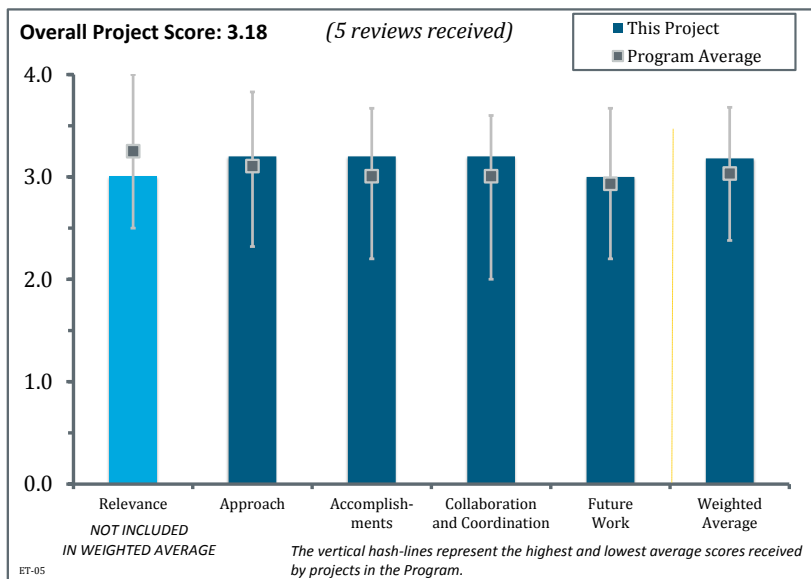 Overall Project Score: 3.18
(5 reviews received)
This Project
Program Average
4.0
3.0
2.0
1.0
0.0
Relevance
Approach
Accomplish-
ments
Collaboration
and Coordination
Future
Work
Weighted
Average
NOT INCLUDED
IN WEIGHTED AVERAGE
The vertical hash-lines represent the highest and lowest average scores received
by projects in the Program.
ET-05